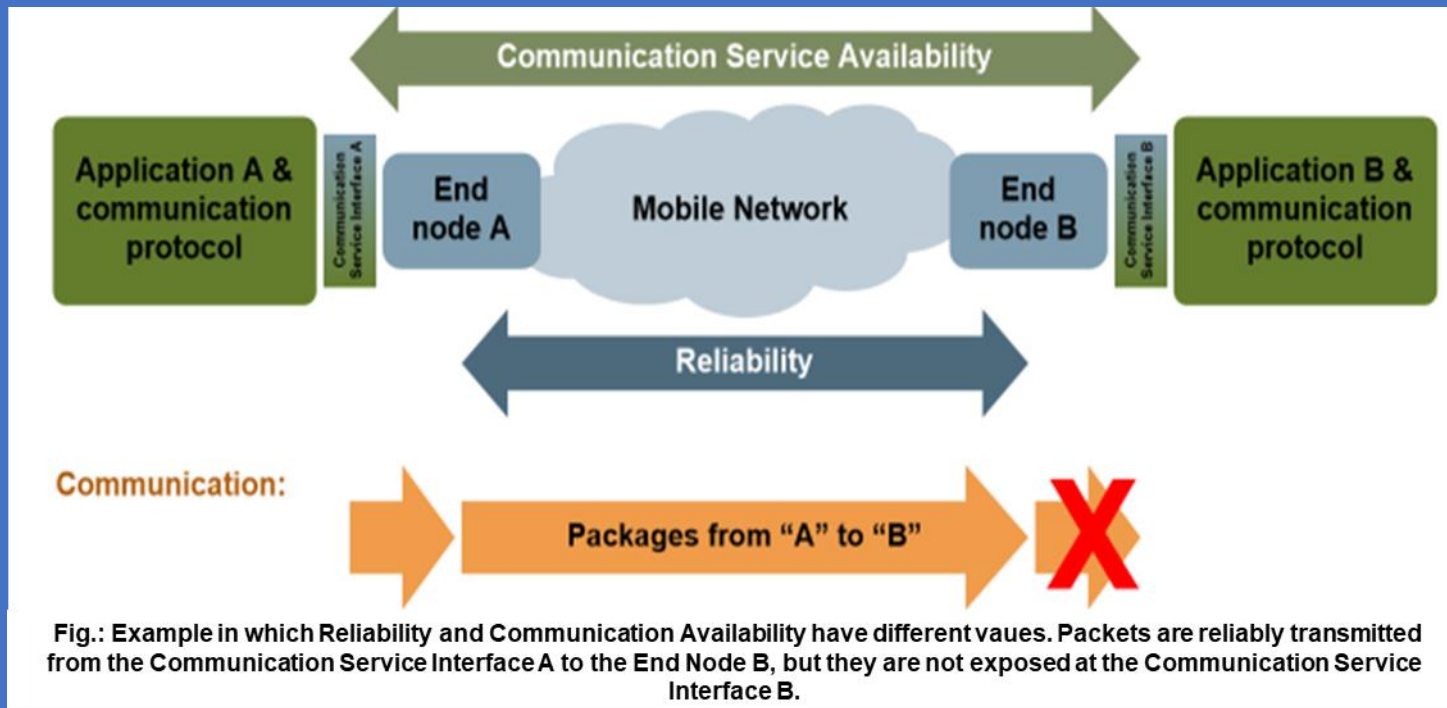 Communication Service Availability
Application A &
communication
protocol
Communication
Service Interface A
End
node A
Mobile Network
End
node B
Communication
Service Interface B
Application B &
communication
protocol
Reliability
Communication:
Packages from “A” to “B”
X
Fig.: Example in which Reliability and Communication Availability have different vaues. Packets are reliably transmitted
from the Communication Service Interface A to the End Node B, but they are not exposed at the Communication Service
Interface B.